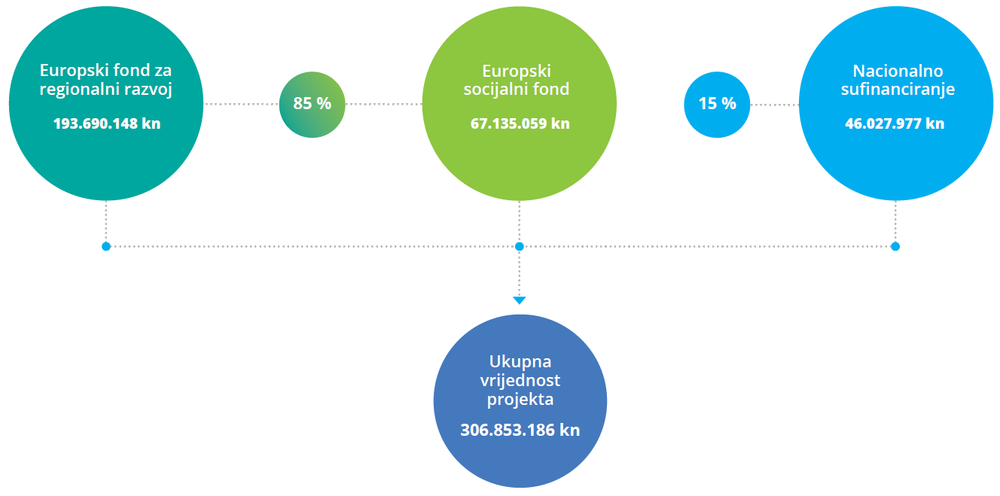 Europski fond za
regionalni razvoj
193.690.148 kn
85 %
Europski
socijalni fond
67.135.059 kn
15 %
Nacionalno
sufinanciranje
46.027.977 kn
Ukupna
vrijednost
projekta
306.853.186 kn